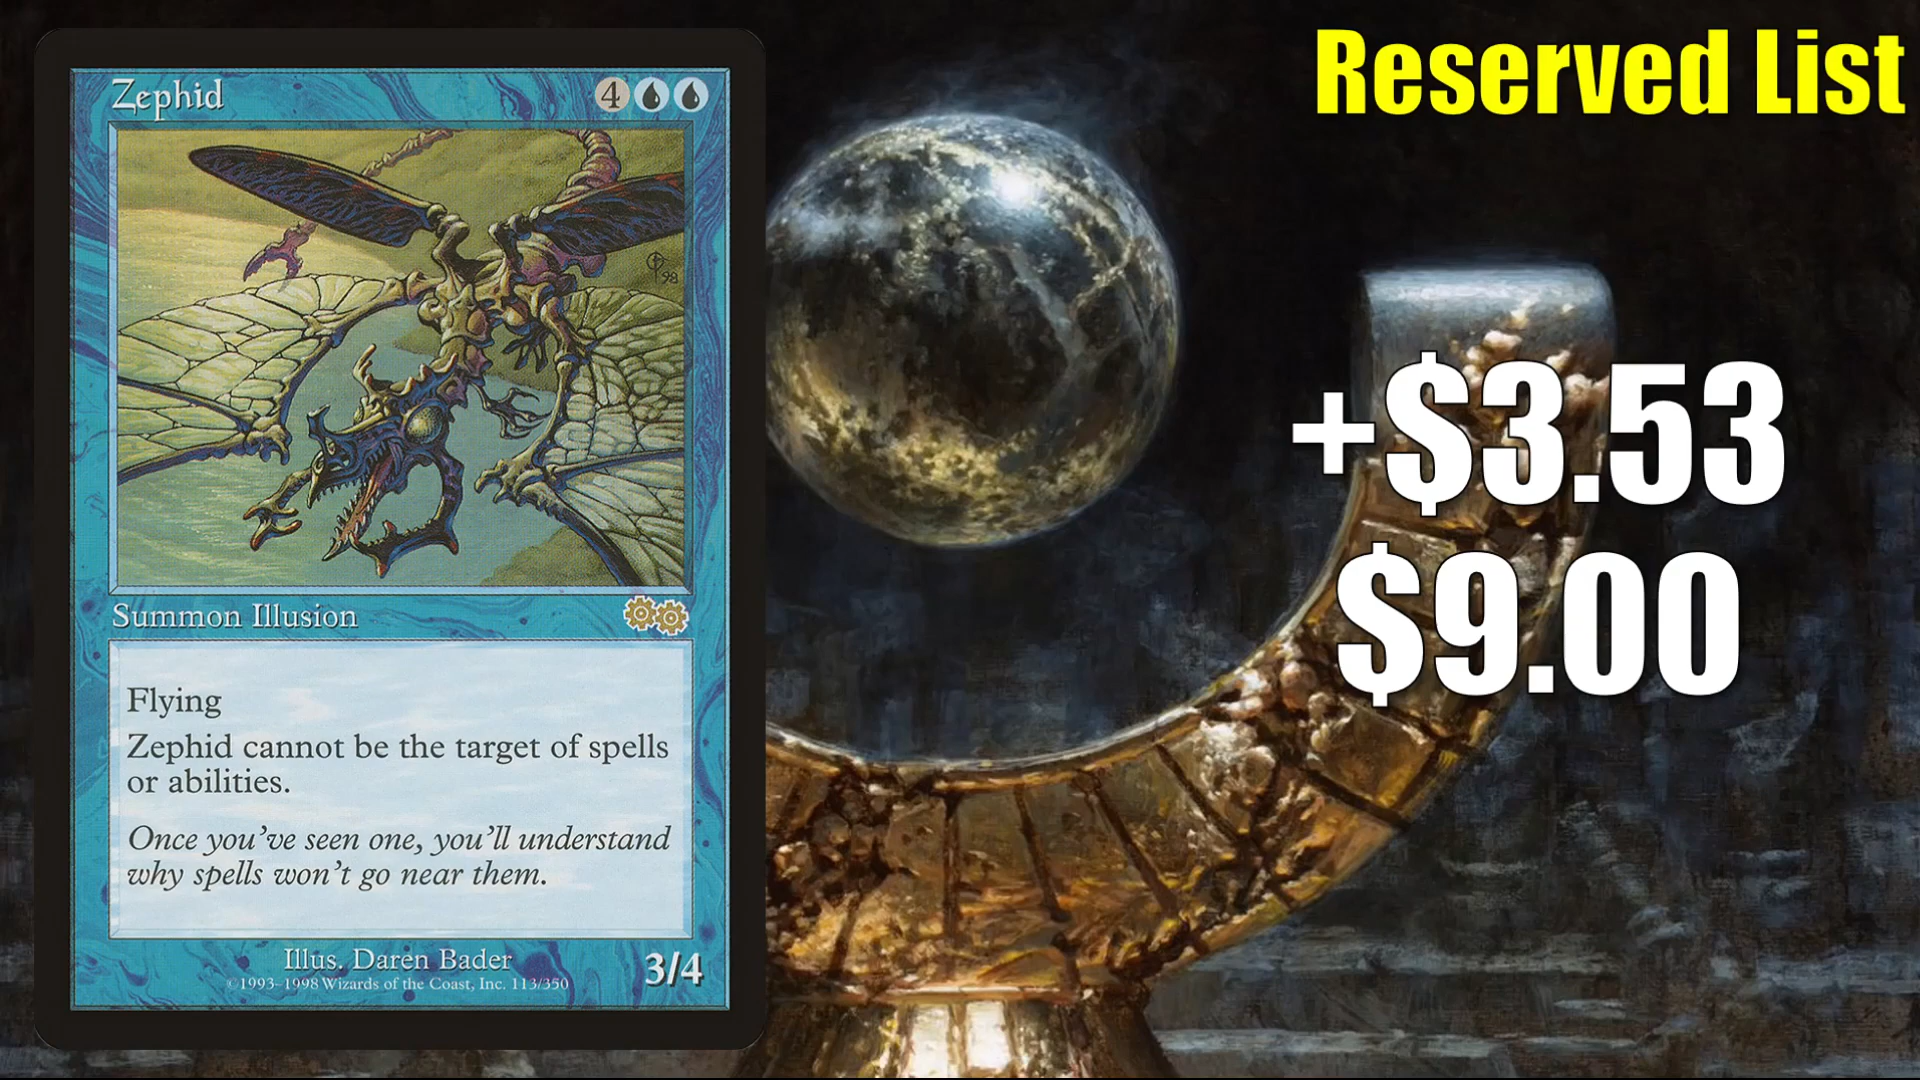 Zephid
4
Reserved List
+$3.53
$9.00
98
Summon Illusion
Flying
Zephid cannot be the target of spells
or abilities.
Once you've seen one, you'll understand
why spells won't go near them.
Illus. Daren Bader
©1993–1998 Wizards of the Coast, Inc. 113/350
3/4